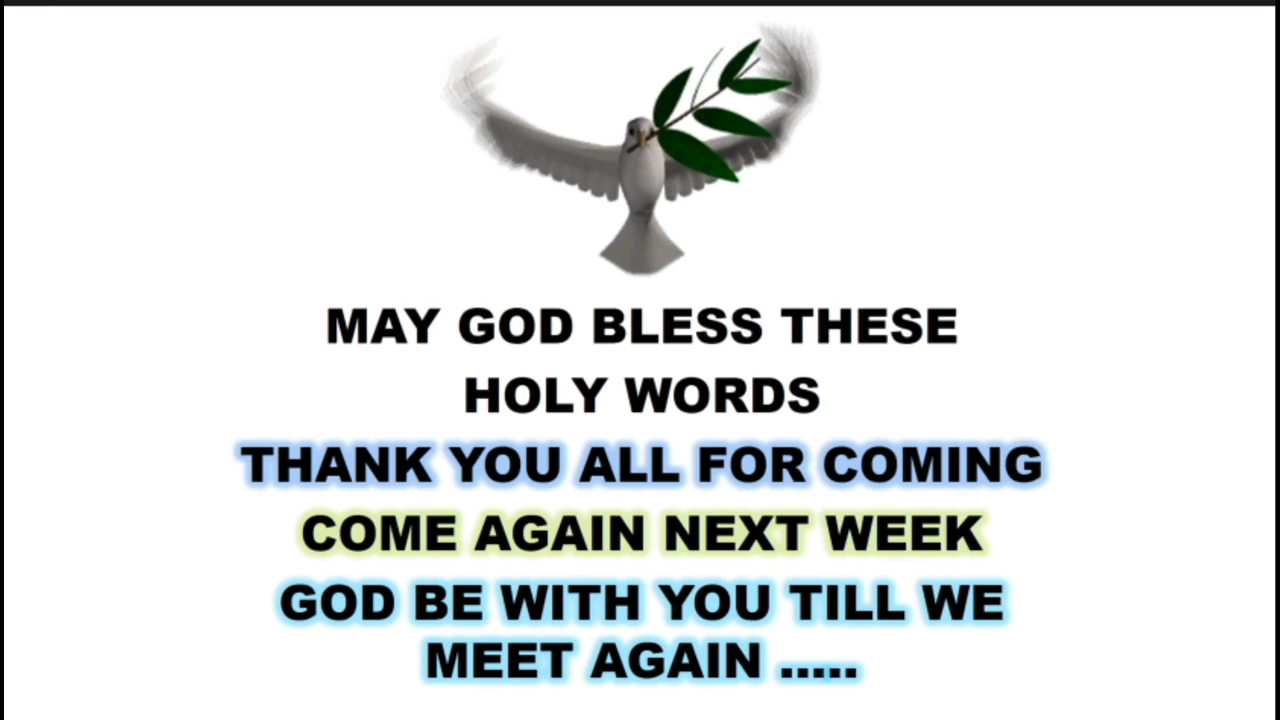 MAY GOD BLESS THESE
HOLY WORDS
THANK YOU ALL FOR COMING
COME AGAIN NEXT WEEK
GOD BE WITH YOU TILL WE
MEET AGAIN .....